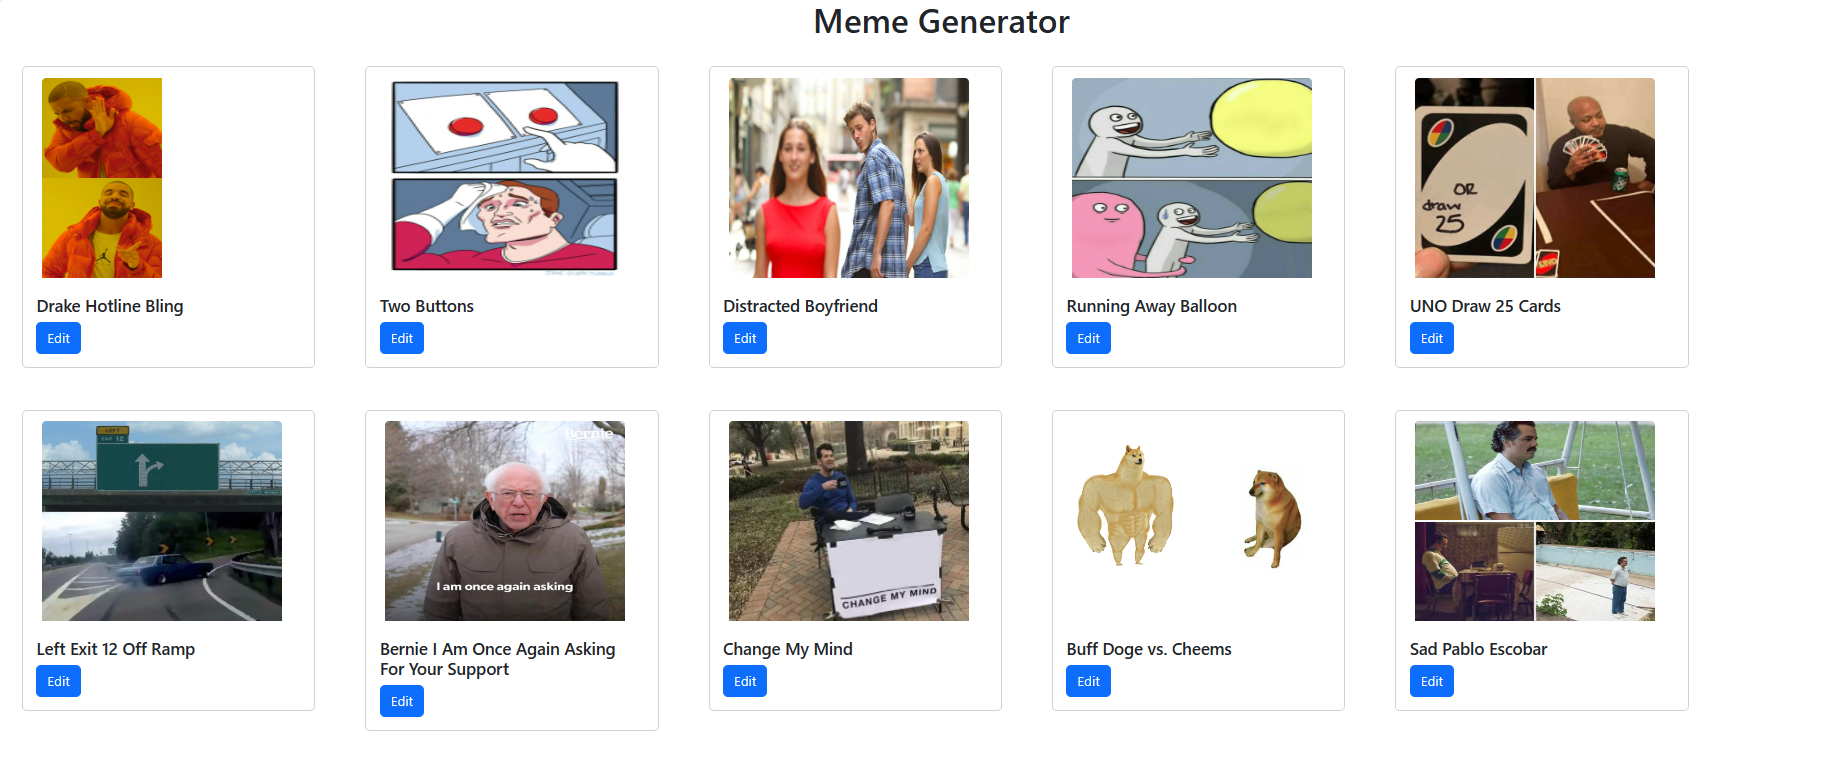 Meme Generator
OR
draw
25
UNO
Drake Hotline Bling
Two Buttons
Distracted Boyfriend
Running Away Balloon
UNO Draw 25 Cards
Edit
Edit
Edit
Edit
Edit
LEFT
EXIT 12
Bernie
I am once again asking
CHANGE MY MIND
Left Exit 12 Off Ramp
Bernie I Am Once Again Asking
For Your Support
Change My Mind
Buff Doge vs. Cheems
Sad Pablo Escobar
Edit
Edit
Edit
Edit
Edit